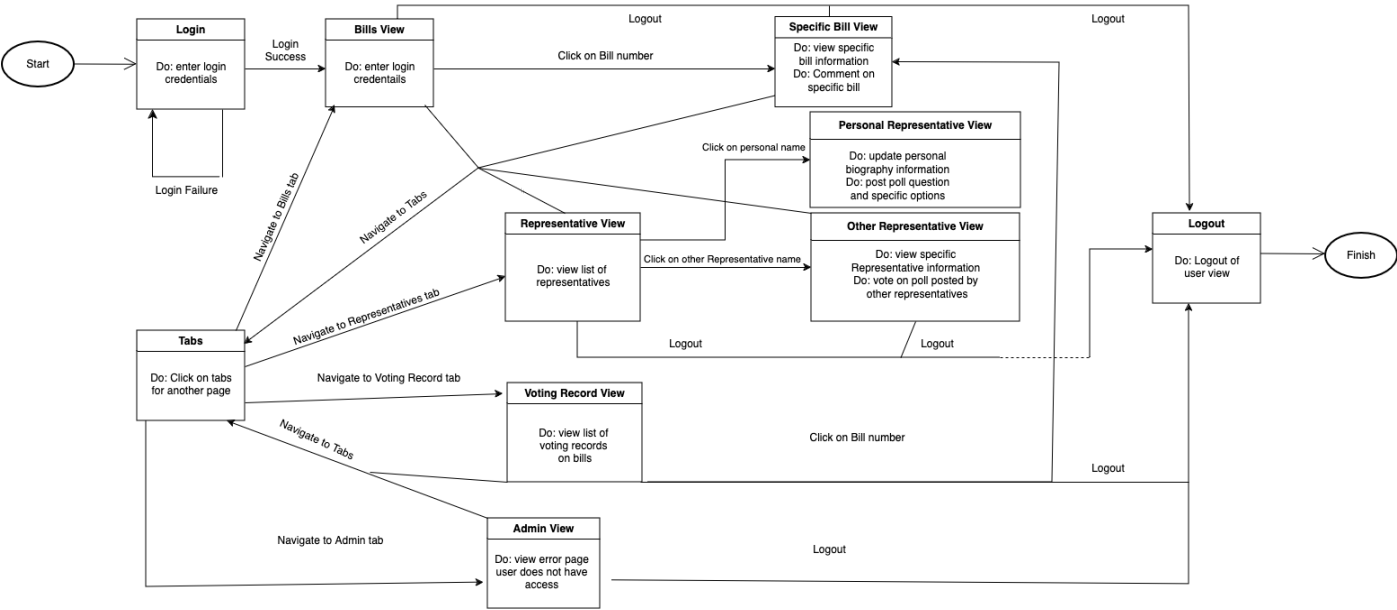 Logout
Logout
Login
Bills View
Specific Bill View
Login
Success
Click on Bill number
Start
Do: enter login
credentials
Do: enter login
credentails
Do: view specific
bill information
Do: Comment on
specific bill
Personal Representative View
Click on personal name
Do: update personal
biography information
Do: post poll question
and specific options
Login Failure
Navigate to Bills tab
Navigate to Tabs
Representative View
Other Representative View
Logout
Do: view list of
representatives
Click on other Representative name
Do: view specific
Representative information
Do: vote on poll posted by
other representatives
Do: Logout of
user view
Finish
Navigate to Representatives tab
Tabs
Logout
Logout
Do: Click on tabs
for another page
Navigate to Voting Record tab
Voting Record View
Navigate to Tabs
Do: view list of
voting records
on bills
Click on Bill number
Logout
Admin View
Navigate to Admin tab
Do: view error page
user does not have
access
Logout